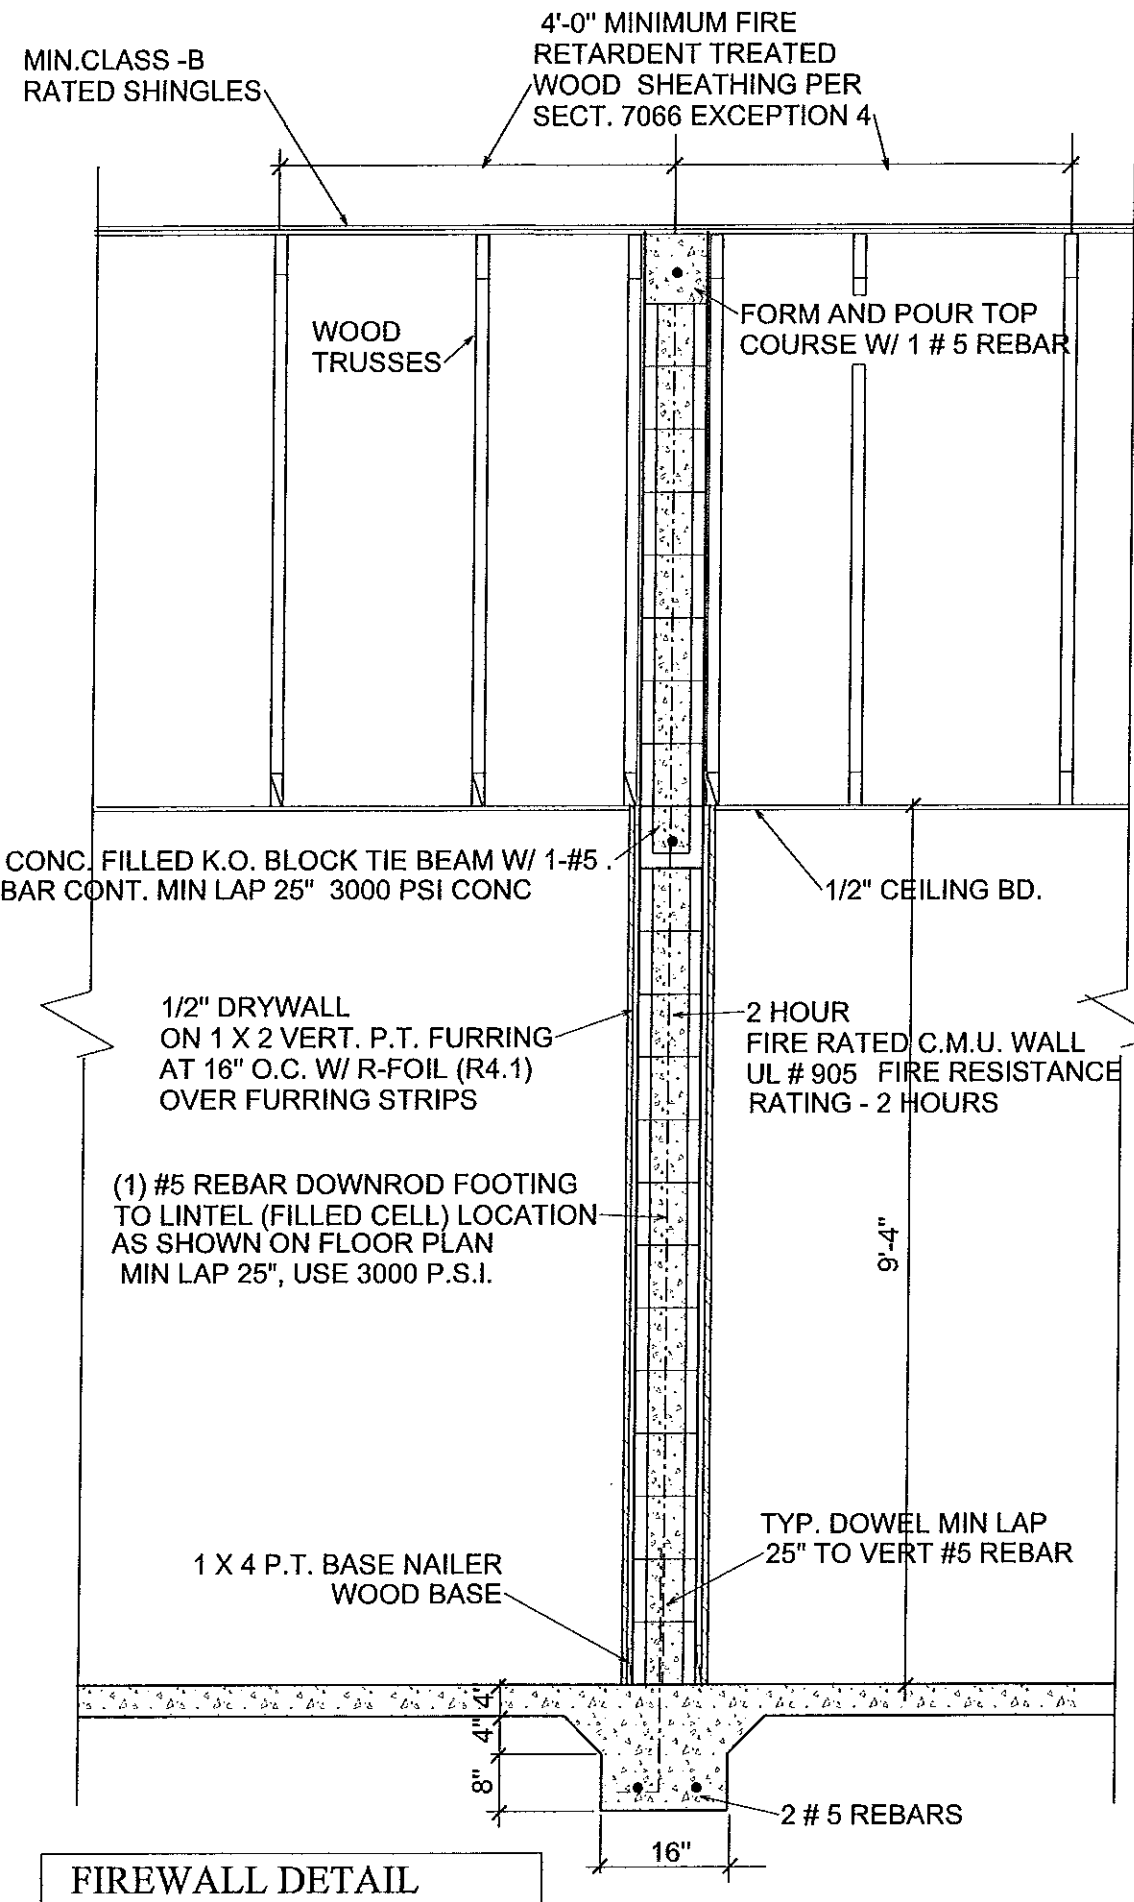 MIN.CLASS -B
RATED SHINGLES
4'-0" MINIMUM FIRE
RETARDENT TREATED
WOOD SHEATHING PER
SECT. 7066 EXCEPTION 4
WOOD
TRUSSES
FORM AND POUR TOP
COURSE W/ 1 # 5 REBAR
CONC. FILLED K.O. BLOCK TIE BEAM W/ 1-#5
BAR CONT. MIN LAP 25" 3000 PSI CONC
1/2" CEILING BD.
1/2" DRYWALL
ON 1 X 2 VERT. P.T. FURRING
AT 16" O.C. W/ R-FOIL (R4.1)
OVER FURRING STRIPS
2 HOUR
FIRE RATED C.M.U. WALL
UL # 905 FIRE RESISTANCE
RATING - 2 HOURS
(1) #5 REBAR DOWNROD FOOTING
TO LINTEL (FILLED CELL) LOCATION
AS SHOWN ON FLOOR PLAN
MIN LAP 25", USE 3000 P.S.I.
9'-4"
TYP. DOWEL MIN LAP
25" TO VERT #5 REBAR
1 X 4 P.T. BASE NAILER
WOOD BASE
4"
4"
8"
2 # 5 REBARS
16"
FIREWALL DETAIL